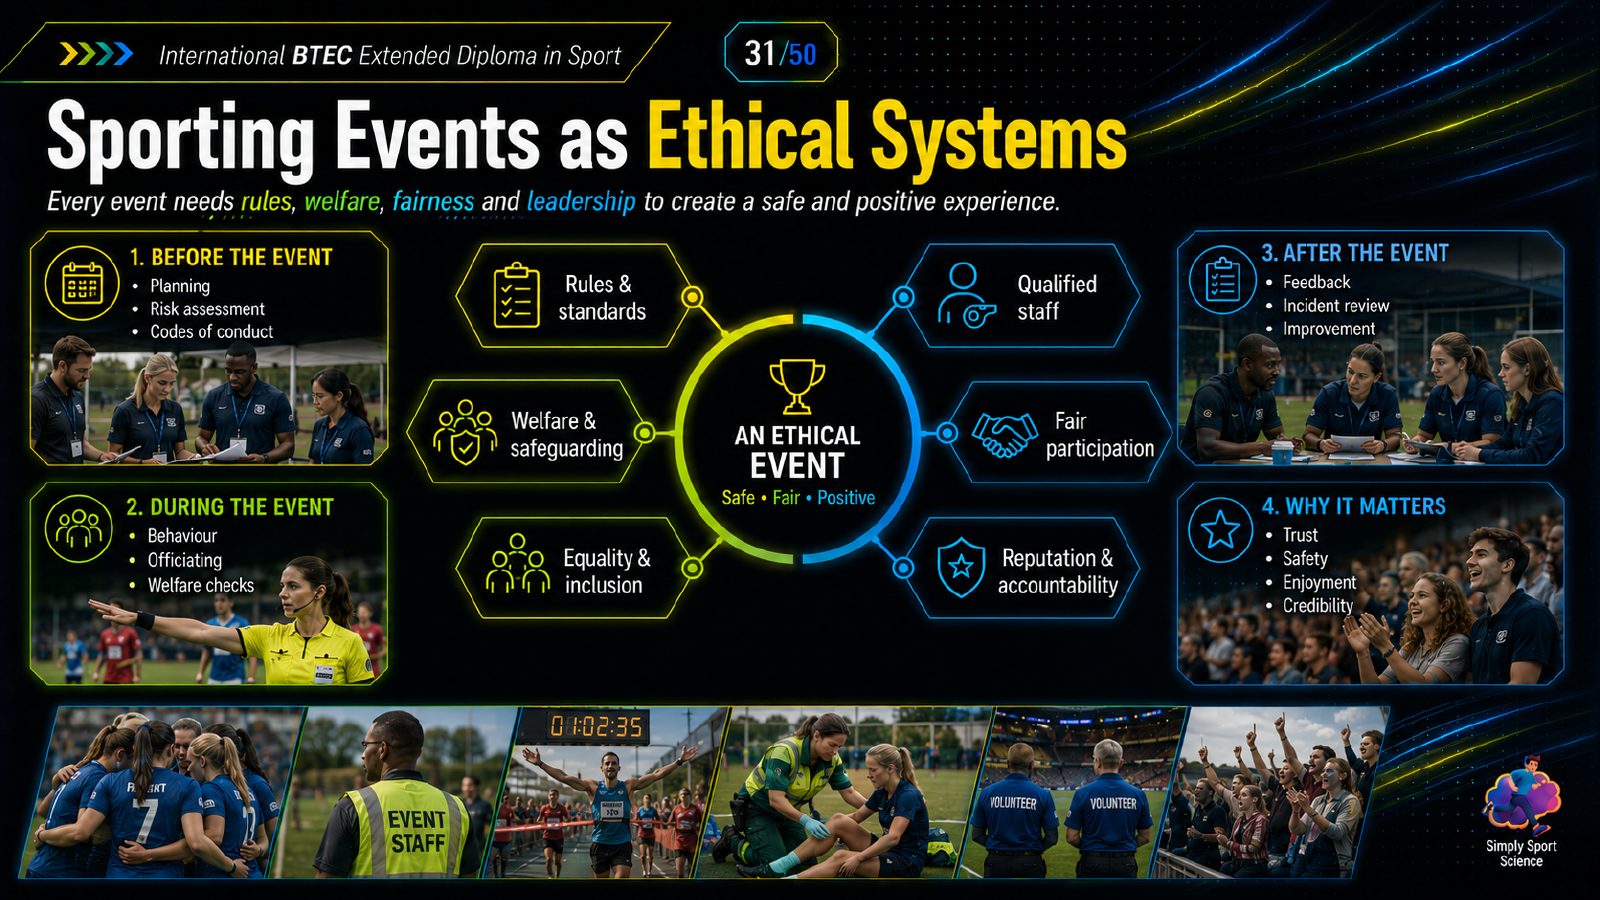 International BTEC Extended Diploma in Sport
31/50
Sporting Events as Ethical Systems
Every event needs rules, welfare, fairness and leadership to create a safe and positive experience.
1. BEFORE THE EVENT
• Planning
• Risk assessment
• Codes of conduct
2. DURING THE EVENT
• Behaviour
• Officiating
• Welfare checks
Rules &
standards
Welfare &
safeguarding
Equality &
inclusion
AN ETHICAL
EVENT
Safe • Fair • Positive
Qualified
staff
Fair
participation
Reputation &
accountability
3. AFTER THE EVENT
• Feedback
• Incident review
• Improvement
4. WHY IT MATTERS
• Trust
• Safety
• Enjoyment
• Credibility
7
EVENT
STAFF
01:02:35
VOLUNTEER
VOLUNTEER
Simply Sport
Science